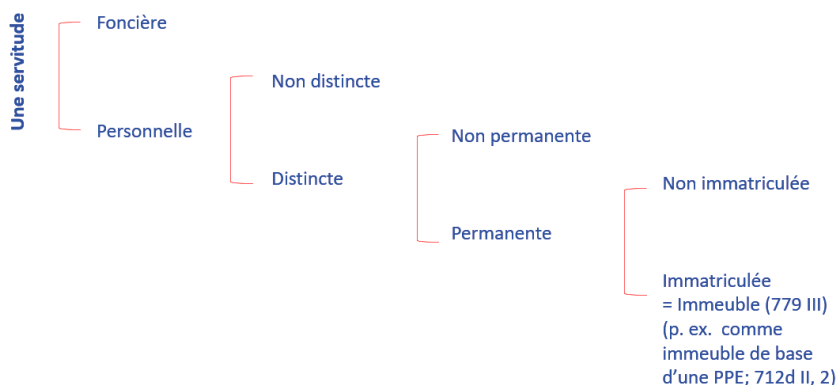 Une servitude
Foncière
Personnelle
Non distincte
Distincte
Non permanente
Permanente
Non immatriculée
Immatriculée
= Immeuble (779 III)
(p. ex. comme
immeuble de base
d'une PPE; 712d II, 2)